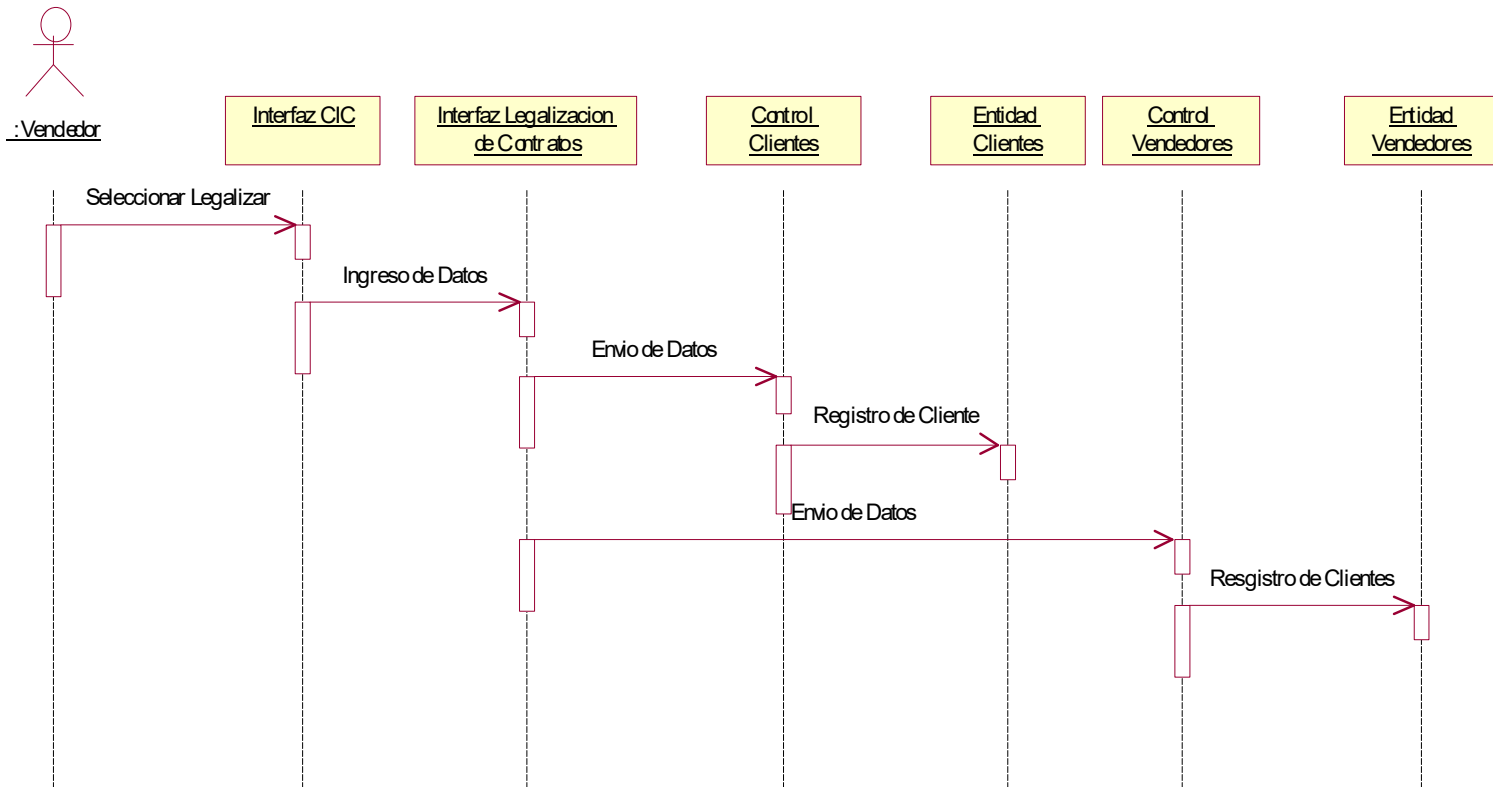 : Vendedor
Interfaz CIC
Interfaz Legalizacion
de Contratos
Control
Clientes
Entidad
Clientes
Control
Vendedores
Entidad
Vendedores
Seleccionar Legalizar
Ingreso de Datos
Envio de Datos
Registro de Cliente
Envio de Datos
Resgistro de Clientes